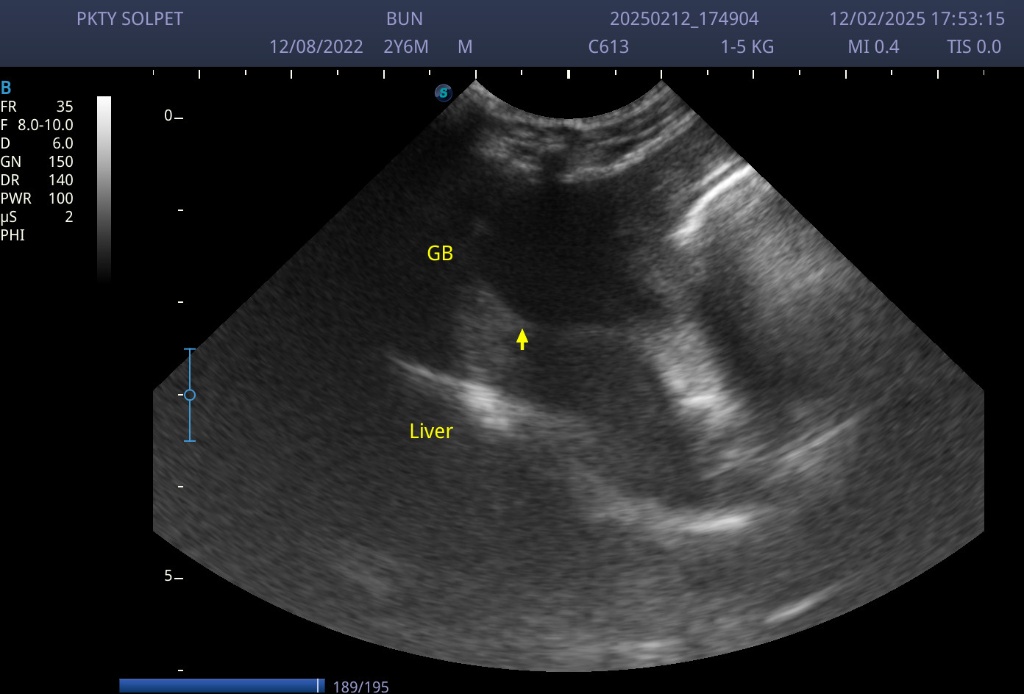 PKTY SOLPET BUN 20250212_174904 12/02/2025 17:53:15
12/08/2022 2Y6M M C613 1-5 KG MI 0.4 TIS 0.0
B
FR 35
F 8.0-10.0
D 6.0
GN 150
DR 140
PWR 100
µS 2
PHI
S
0
GB
Liver
5
189/195